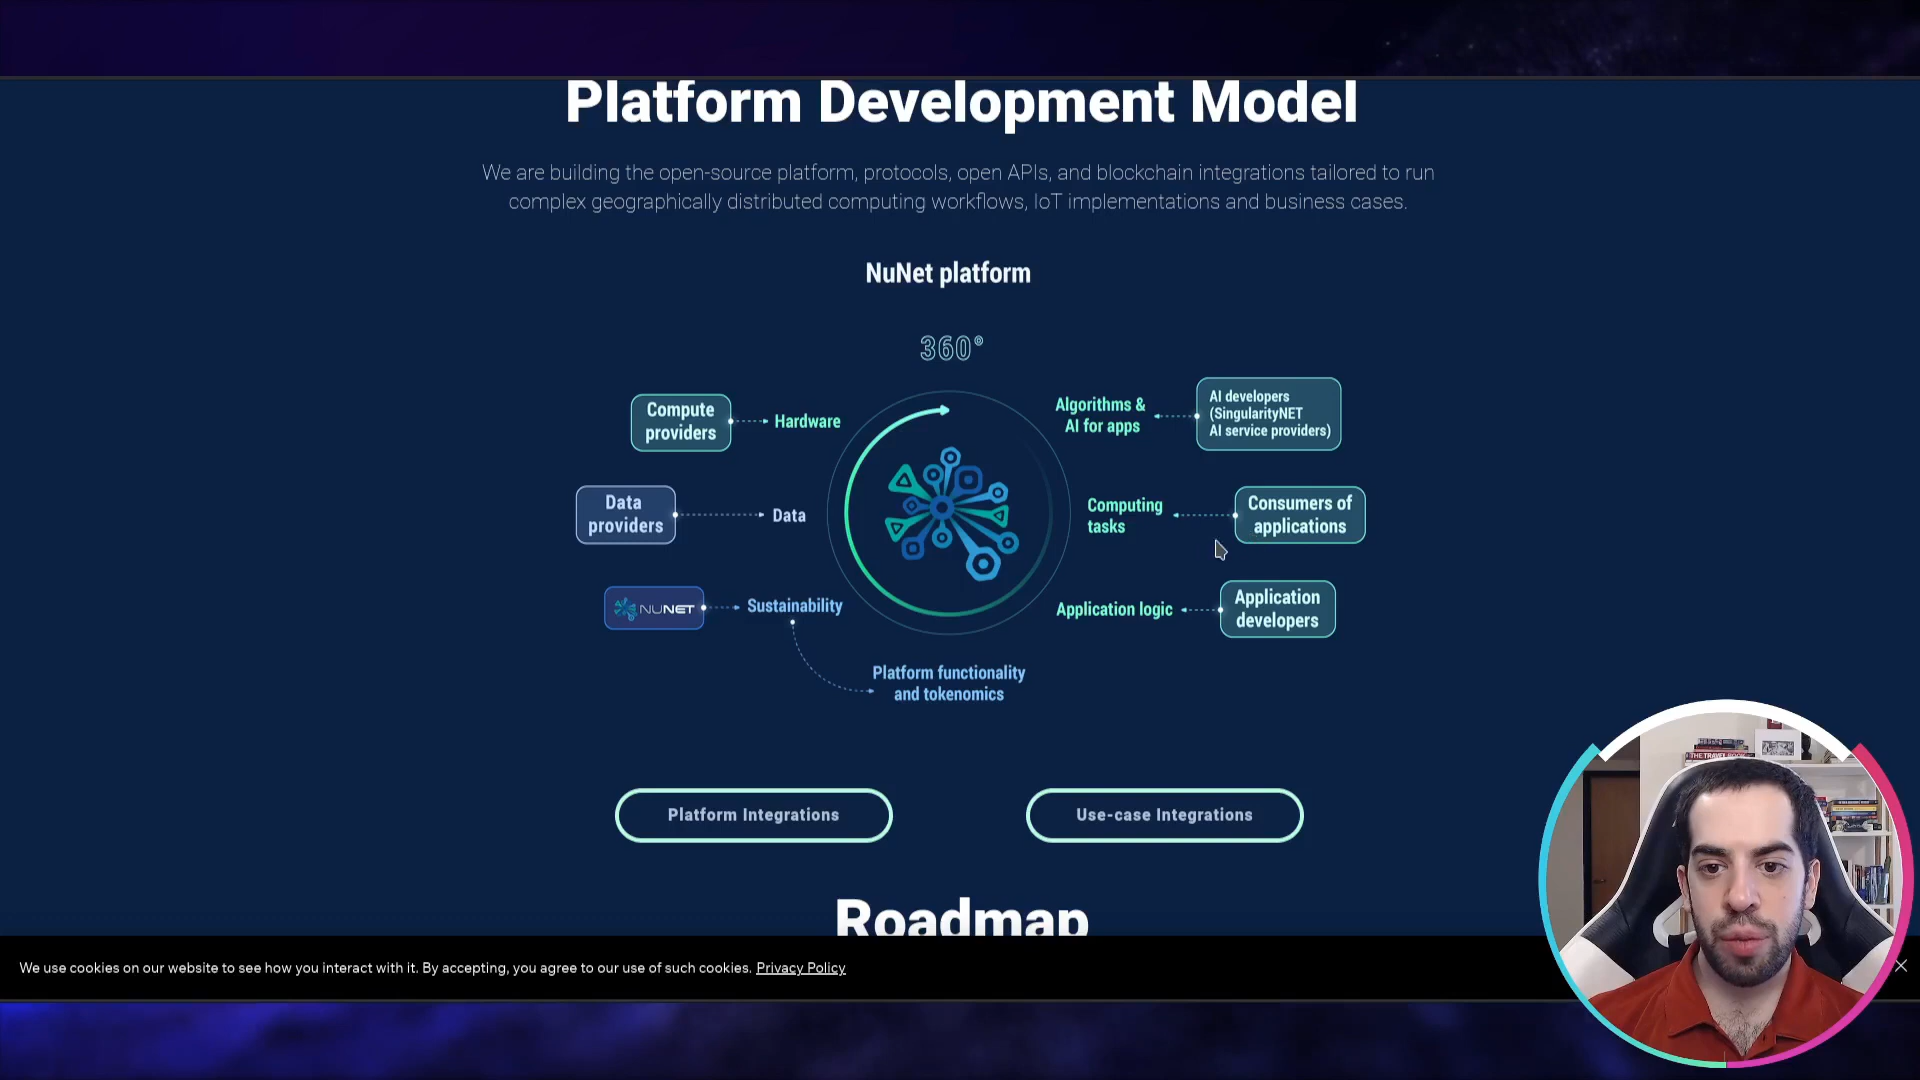 Platform Development Model
We are building the open-source platform, protocols, open APIs, and blockchain integrations tailored to run
complex geographically distributed computing workflows, IoT implementations and business cases.
NuNet platform
360°
Compute
providers
Hardware
Algorithms &
AI for apps
AI developers
(SingularityNET
AI service providers)
Data
providers
Data
Computing
tasks
Consumers of
applications
NUNET
Sustainability
Application logic
Application
developers
Platform functionality
and tokenomics
Platform Integrations
Use-case Integrations
Roadmap
We use cookies on our website to see how you interact with it. By accepting, you agree to our use of such cookies. Privacy Policy
THE TRAVEL BOOK